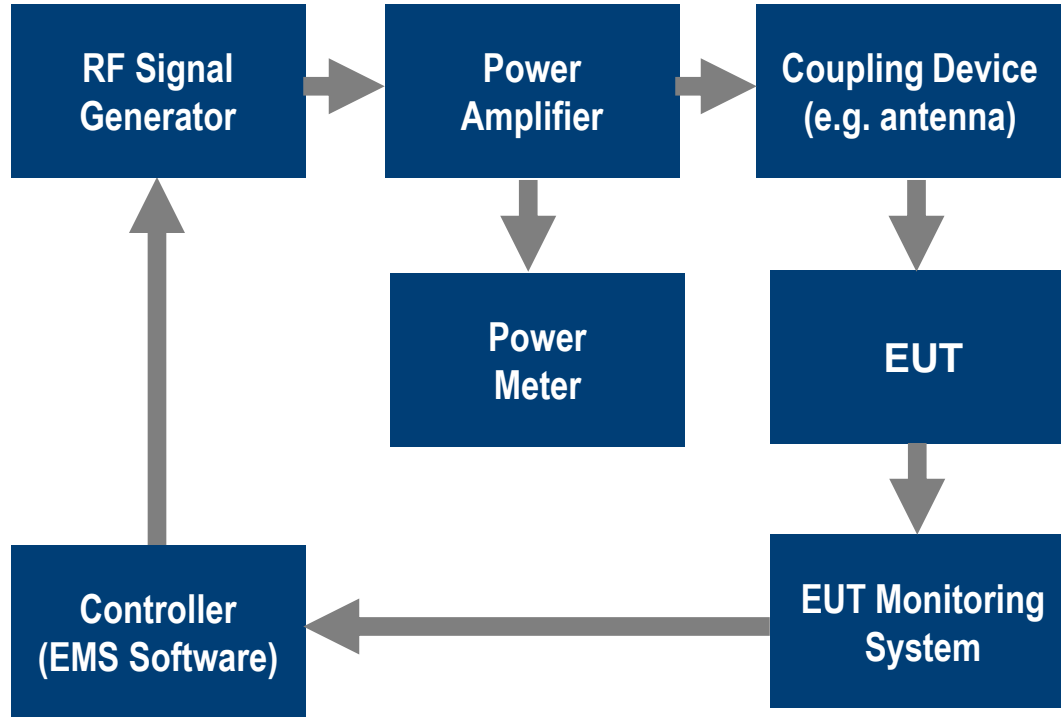 RF Signal
Generator
Power
Amplifier
Coupling Device
(e.g. antenna)
Power
Meter
EUT
Controller
(EMS Software)
EUT Monitoring
System